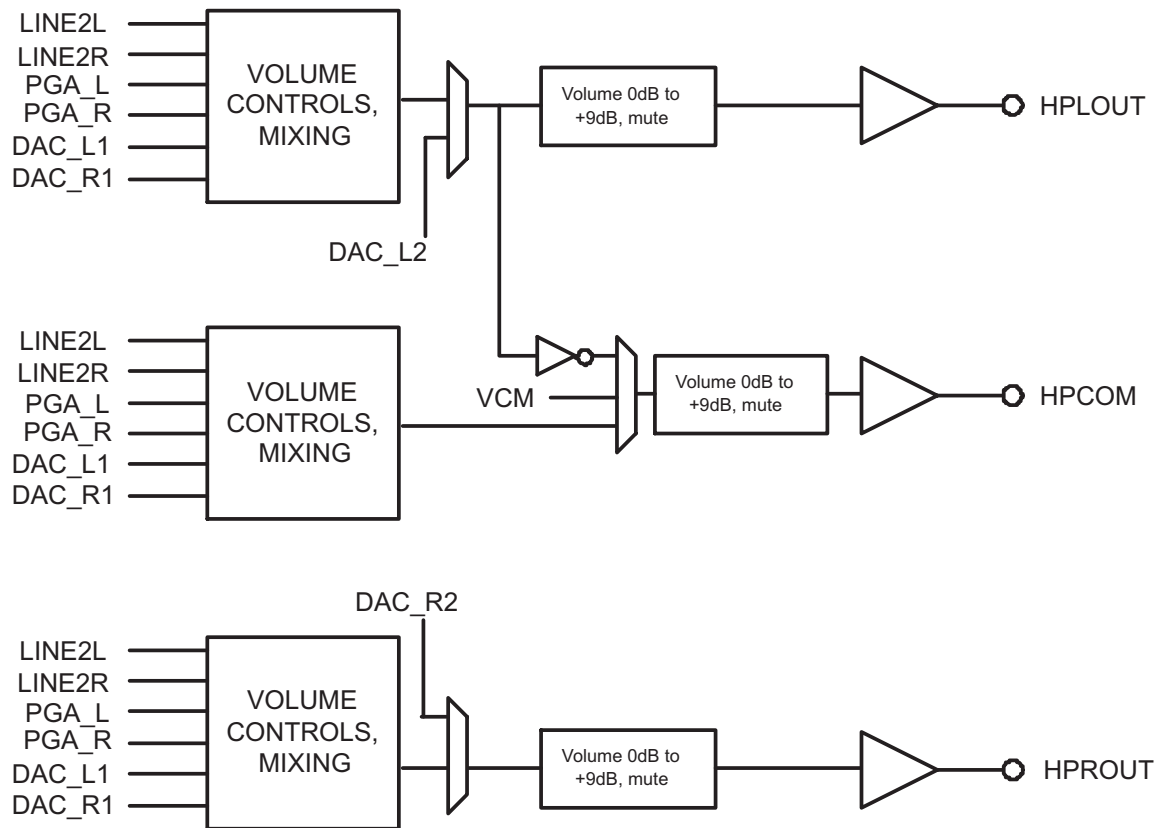 LINE2L
LINE2R
PGA_L
PGA_R
DAC_L1
DAC_R1
VOLUME
CONTROLS,
MIXING
DAC_L2
Volume 0dB to
+9dB, mute
HPLOUT
LINE2L
LINE2R
PGA_L
PGA_R
DAC_L1
DAC_R1
VOLUME
CONTROLS,
MIXING
VCM
Volume 0dB to
+9dB, mute
HPCOM
DAC_R2
LINE2L
LINE2R
PGA_L
PGA_R
DAC_L1
DAC_R1
VOLUME
CONTROLS,
MIXING
Volume 0dB to
+9dB, mute
HPROUT